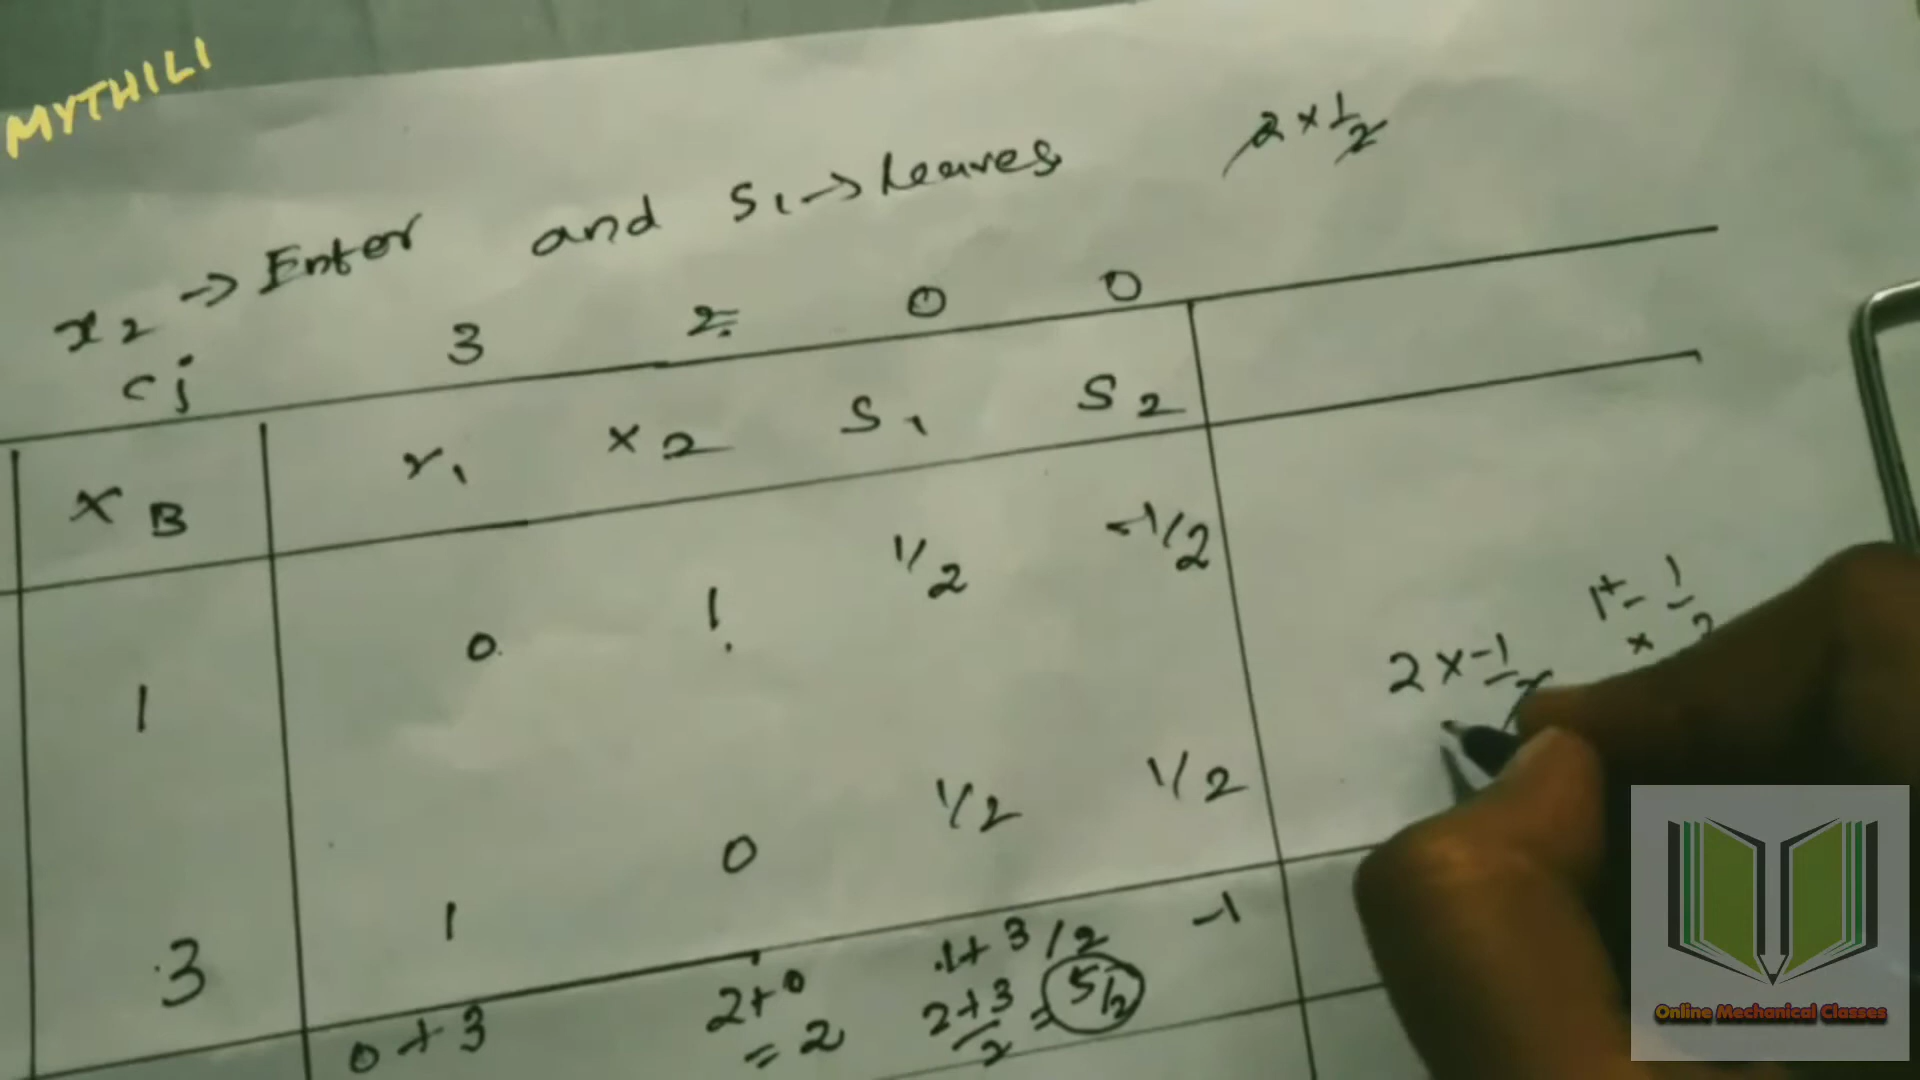 MYTHILI
x2 → Enter and S1 → Leaves 2 × 1/2
cj 3 2 0 0
XB x1 x2 S1 S2
1 0 1 1/2 -1/2
2 × -1/2
3 1 0 1/2 1/2
0 + 3 2+0 = 2 1+3/2 -1
2+3/2 = 5/2
Online Mechanical Classes